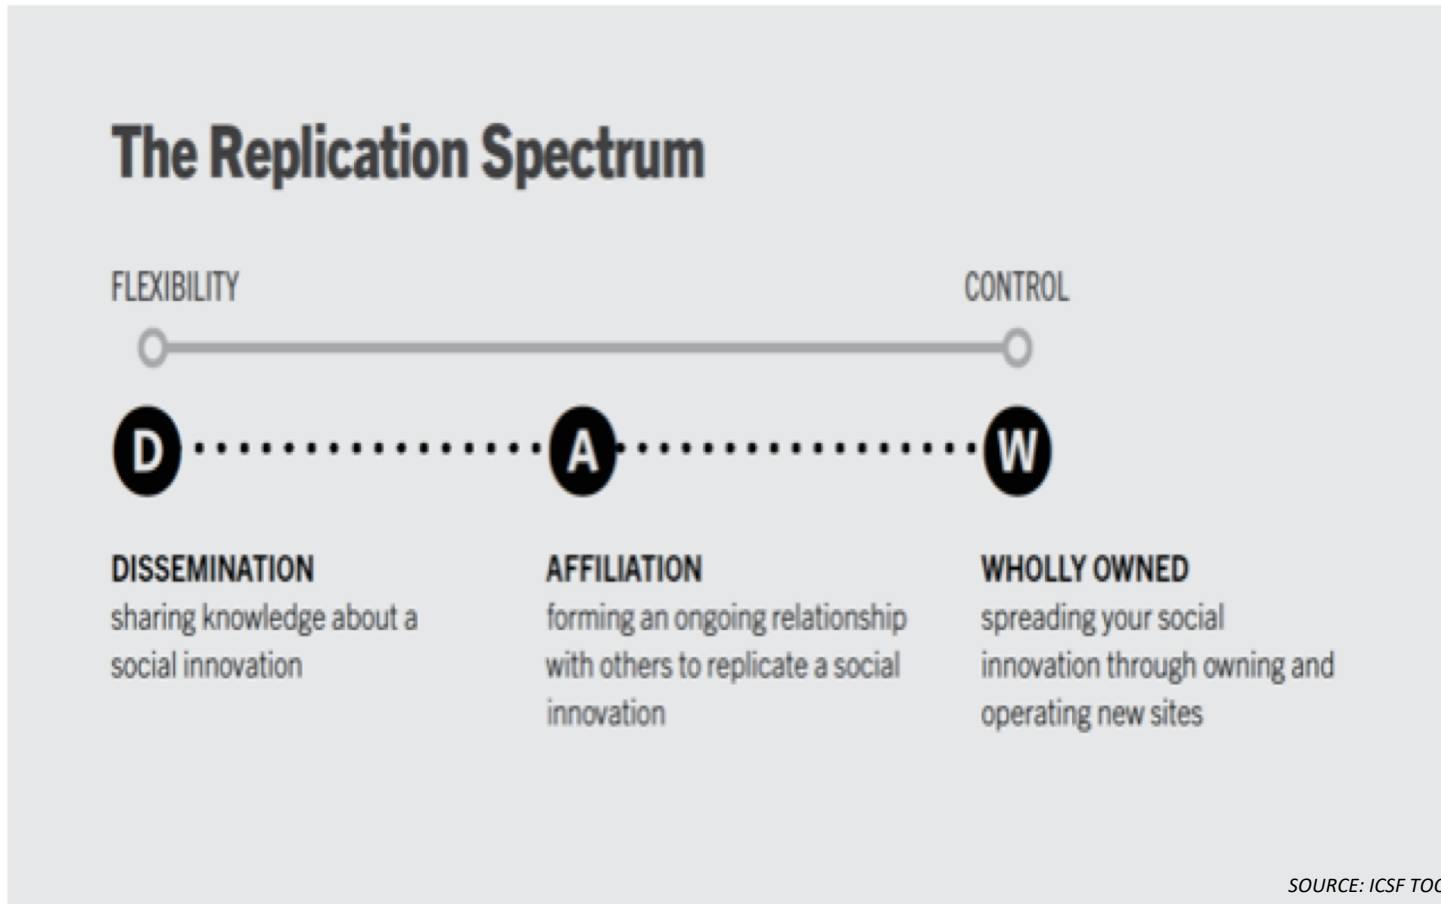 The Replication Spectrum
FLEXIBILITY
CONTROL
D
A
W
DISSEMINATION
sharing knowledge about a
social innovation
AFFILIATION
forming an ongoing relationship
with others to replicate a social
innovation
WHOLLY OWNED
spreading your social
innovation through owning and
operating new sites
SOURCE: ICSF